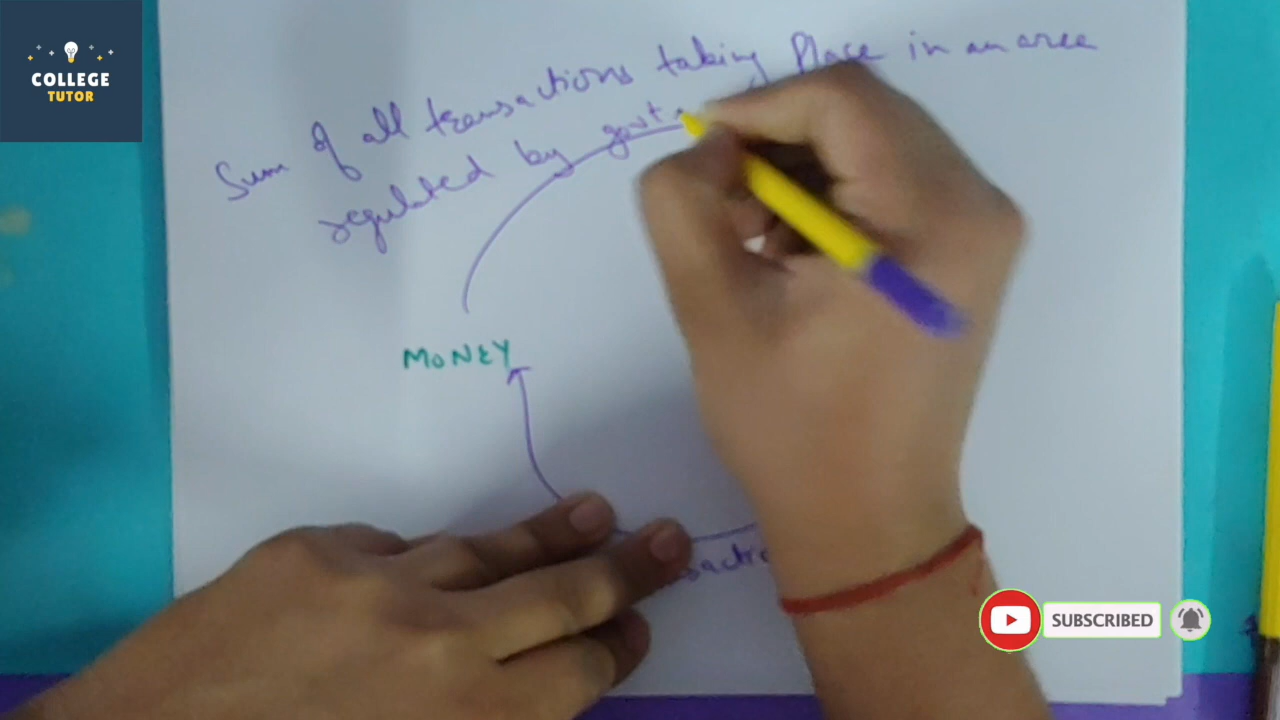 COLLEGE
TUTOR
Sum of all transactions taking place in an area
regulated by govt.
MONEY
SUBSCRIBED